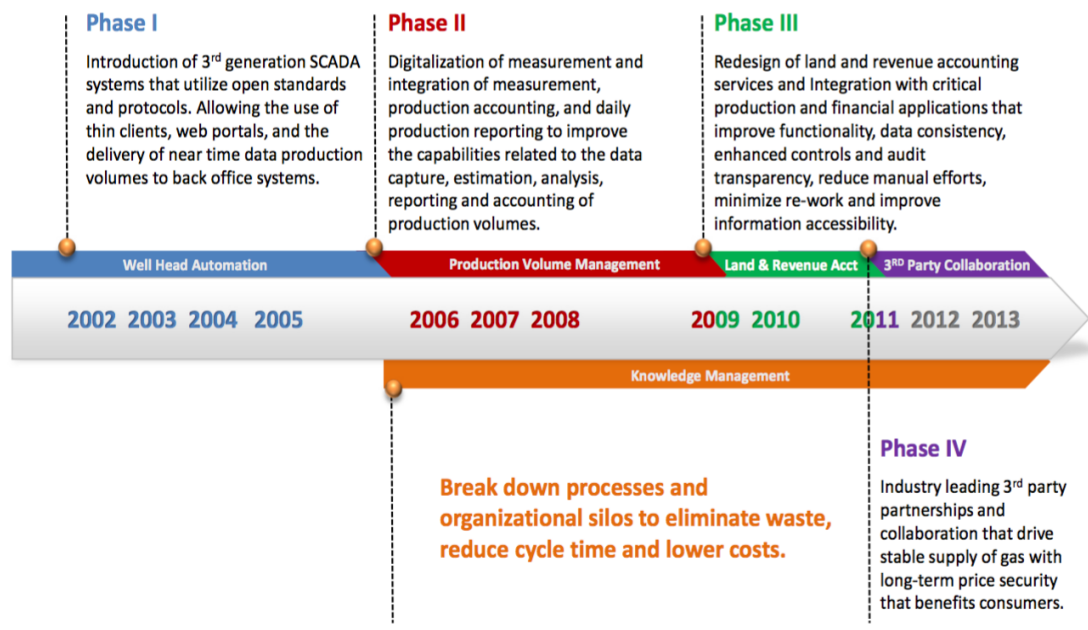 Phase I
Introduction of 3rd generation SCADA
systems that utilize open standards
and protocols. Allowing the use of
thin clients, web portals, and the
delivery of near time data production
volumes to back office systems.
Phase II
Digitalization of measurement and
integration of measurement,
production accounting, and daily
production reporting to improve
the capabilities related to the data
capture, estimation, analysis,
reporting and accounting of
production volumes.
Phase III
Redesign of land and revenue accounting
services and Integration with critical
production and financial applications that
improve functionality, data consistency,
enhanced controls and audit
transparency, reduce manual efforts,
minimize re-work and improve
information accessibility.
Well Head Automation
Production Volume Management
Land & Revenue Acct
3RD Party Collaboration
2002 2003 2004 2005 2006 2007 2008 2009 2010 2011 2012 2013
Knowledge Management
Break down processes and
organizational silos to eliminate waste,
reduce cycle time and lower costs.
Phase IV
Industry leading 3rd party
partnerships and
collaboration that drive
stable supply of gas with
long-term price security
that benefits consumers.